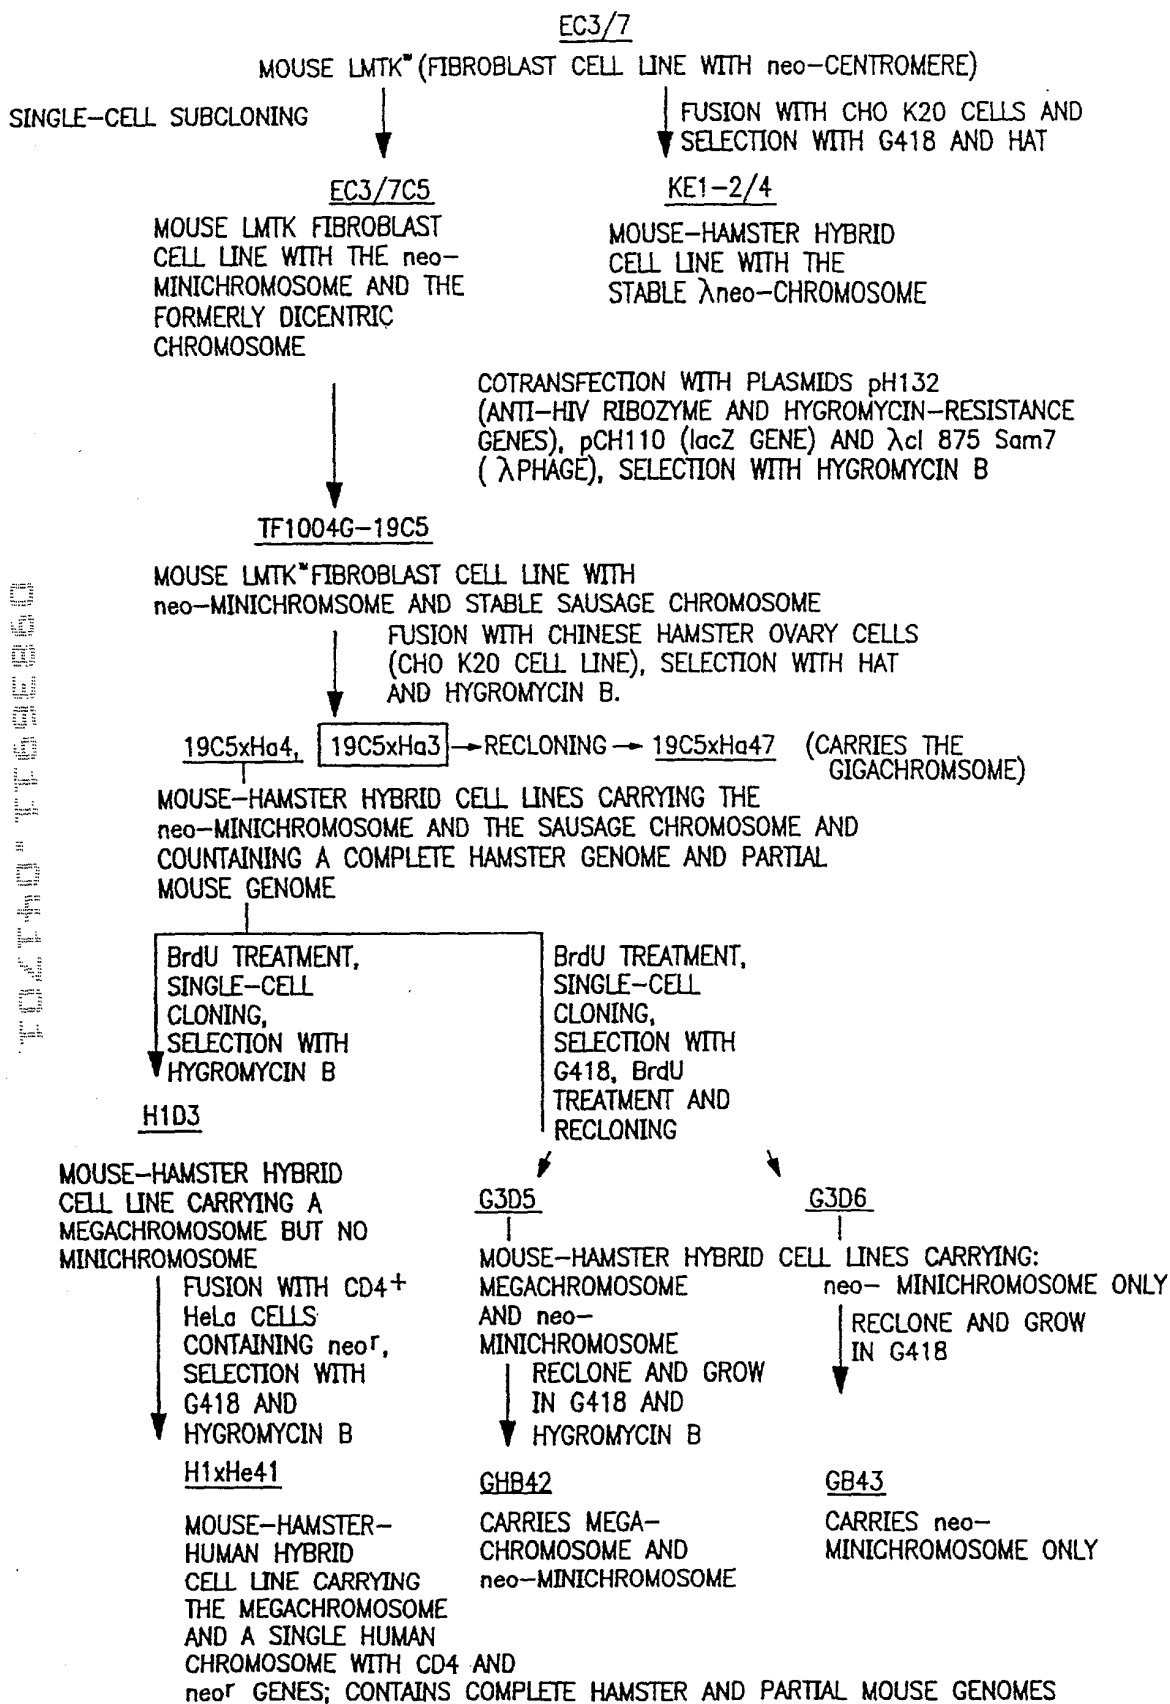 EC3/7
MOUSE LMTK⁻ (FIBROBLAST CELL LINE WITH neo-CENTROMERE)
SINGLE-CELL SUBCLONING
FUSION WITH CHO K20 CELLS AND
SELECTION WITH G418 AND HAT
EC3/7C5
MOUSE LMTK FIBROBLAST
CELL LINE WITH THE neo-
MINICHROMOSOME AND THE
FORMERLY DICENTRIC
CHROMOSOME
KE1-2/4
MOUSE-HAMSTER HYBRID
CELL LINE WITH THE
STABLE λneo-CHROMOSOME
COTRANSFECTION WITH PLASMIDS pH132
(ANTI-HIV RIBOZYME AND HYGROMYCIN-RESISTANCE
GENES), pCH110 (lacZ GENE) AND λcl 875 Sam7
( λPHAGE), SELECTION WITH HYGROMYCIN B
TF1004G-19C5
MOUSE LMTK⁻ FIBROBLAST CELL LINE WITH
neo-MINICHROMSOME AND STABLE SAUSAGE CHROMOSOME
FUSION WITH CHINESE HAMSTER OVARY CELLS
(CHO K20 CELL LINE), SELECTION WITH HAT
AND HYGROMYCIN B.
19C5xHa4, 19C5xHa3 → RECLONING → 19C5xHa47 (CARRIES THE
GIGACHROMSOME)
MOUSE-HAMSTER HYBRID CELL LINES CARRYING THE
neo-MINICHROMOSOME AND THE SAUSAGE CHROMOSOME AND
COUNTAINING A COMPLETE HAMSTER GENOME AND PARTIAL
MOUSE GENOME
BrdU TREATMENT,
SINGLE-CELL
CLONING,
SELECTION WITH
HYGROMYCIN B
BrdU TREATMENT,
SINGLE-CELL
CLONING,
SELECTION WITH
G418, BrdU
TREATMENT AND
RECLONING
H1D3
MOUSE-HAMSTER HYBRID
CELL LINE CARRYING A
MEGACHROMOSOME BUT NO
MINICHROMOSOME
G3D5
G3D6
MOUSE-HAMSTER HYBRID CELL LINES CARRYING:
MEGACHROMOSOME
AND neo-
MINICHROMOSOME
neo- MINICHROMOSOME ONLY
FUSION WITH CD4+
HeLa CELLS
CONTAINING neoʳ,
SELECTION WITH
G418 AND
HYGROMYCIN B
RECLONE AND GROW
IN G418 AND
HYGROMYCIN B
RECLONE AND GROW
IN G418
H1xHe41
MOUSE-HAMSTER-
HUMAN HYBRID
CELL LINE CARRYING
THE MEGACHROMOSOME
AND A SINGLE HUMAN
CHROMOSOME WITH CD4 AND
neoʳ GENES; CONTAINS COMPLETE HAMSTER AND PARTIAL MOUSE GENOMES
GHB42
CARRIES MEGA-
CHROMOSOME AND
neo-MINICHROMOSOME
GB43
CARRIES neo-
MINICHROMOSOME ONLY
09836911.041701